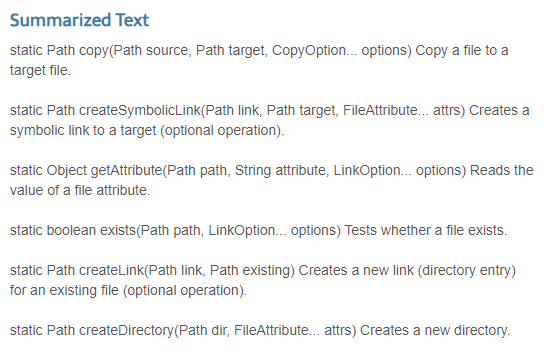 Summarized Text
static Path copy(Path source, Path target, CopyOption... options) Copy a file to a
target file.
static Path createSymbolicLink(Path link, Path target, FileAttribute... attrs) Creates a
symbolic link to a target (optional operation).
static Object getAttribute(Path path, String attribute, LinkOption... options) Reads the
value of a file attribute.
static boolean exists(Path path, LinkOption... options) Tests whether a file exists.
static Path createLink(Path link, Path existing) Creates a new link (directory entry)
for an existing file (optional operation).
static Path createDirectory(Path dir, FileAttribute... attrs) Creates a new directory.